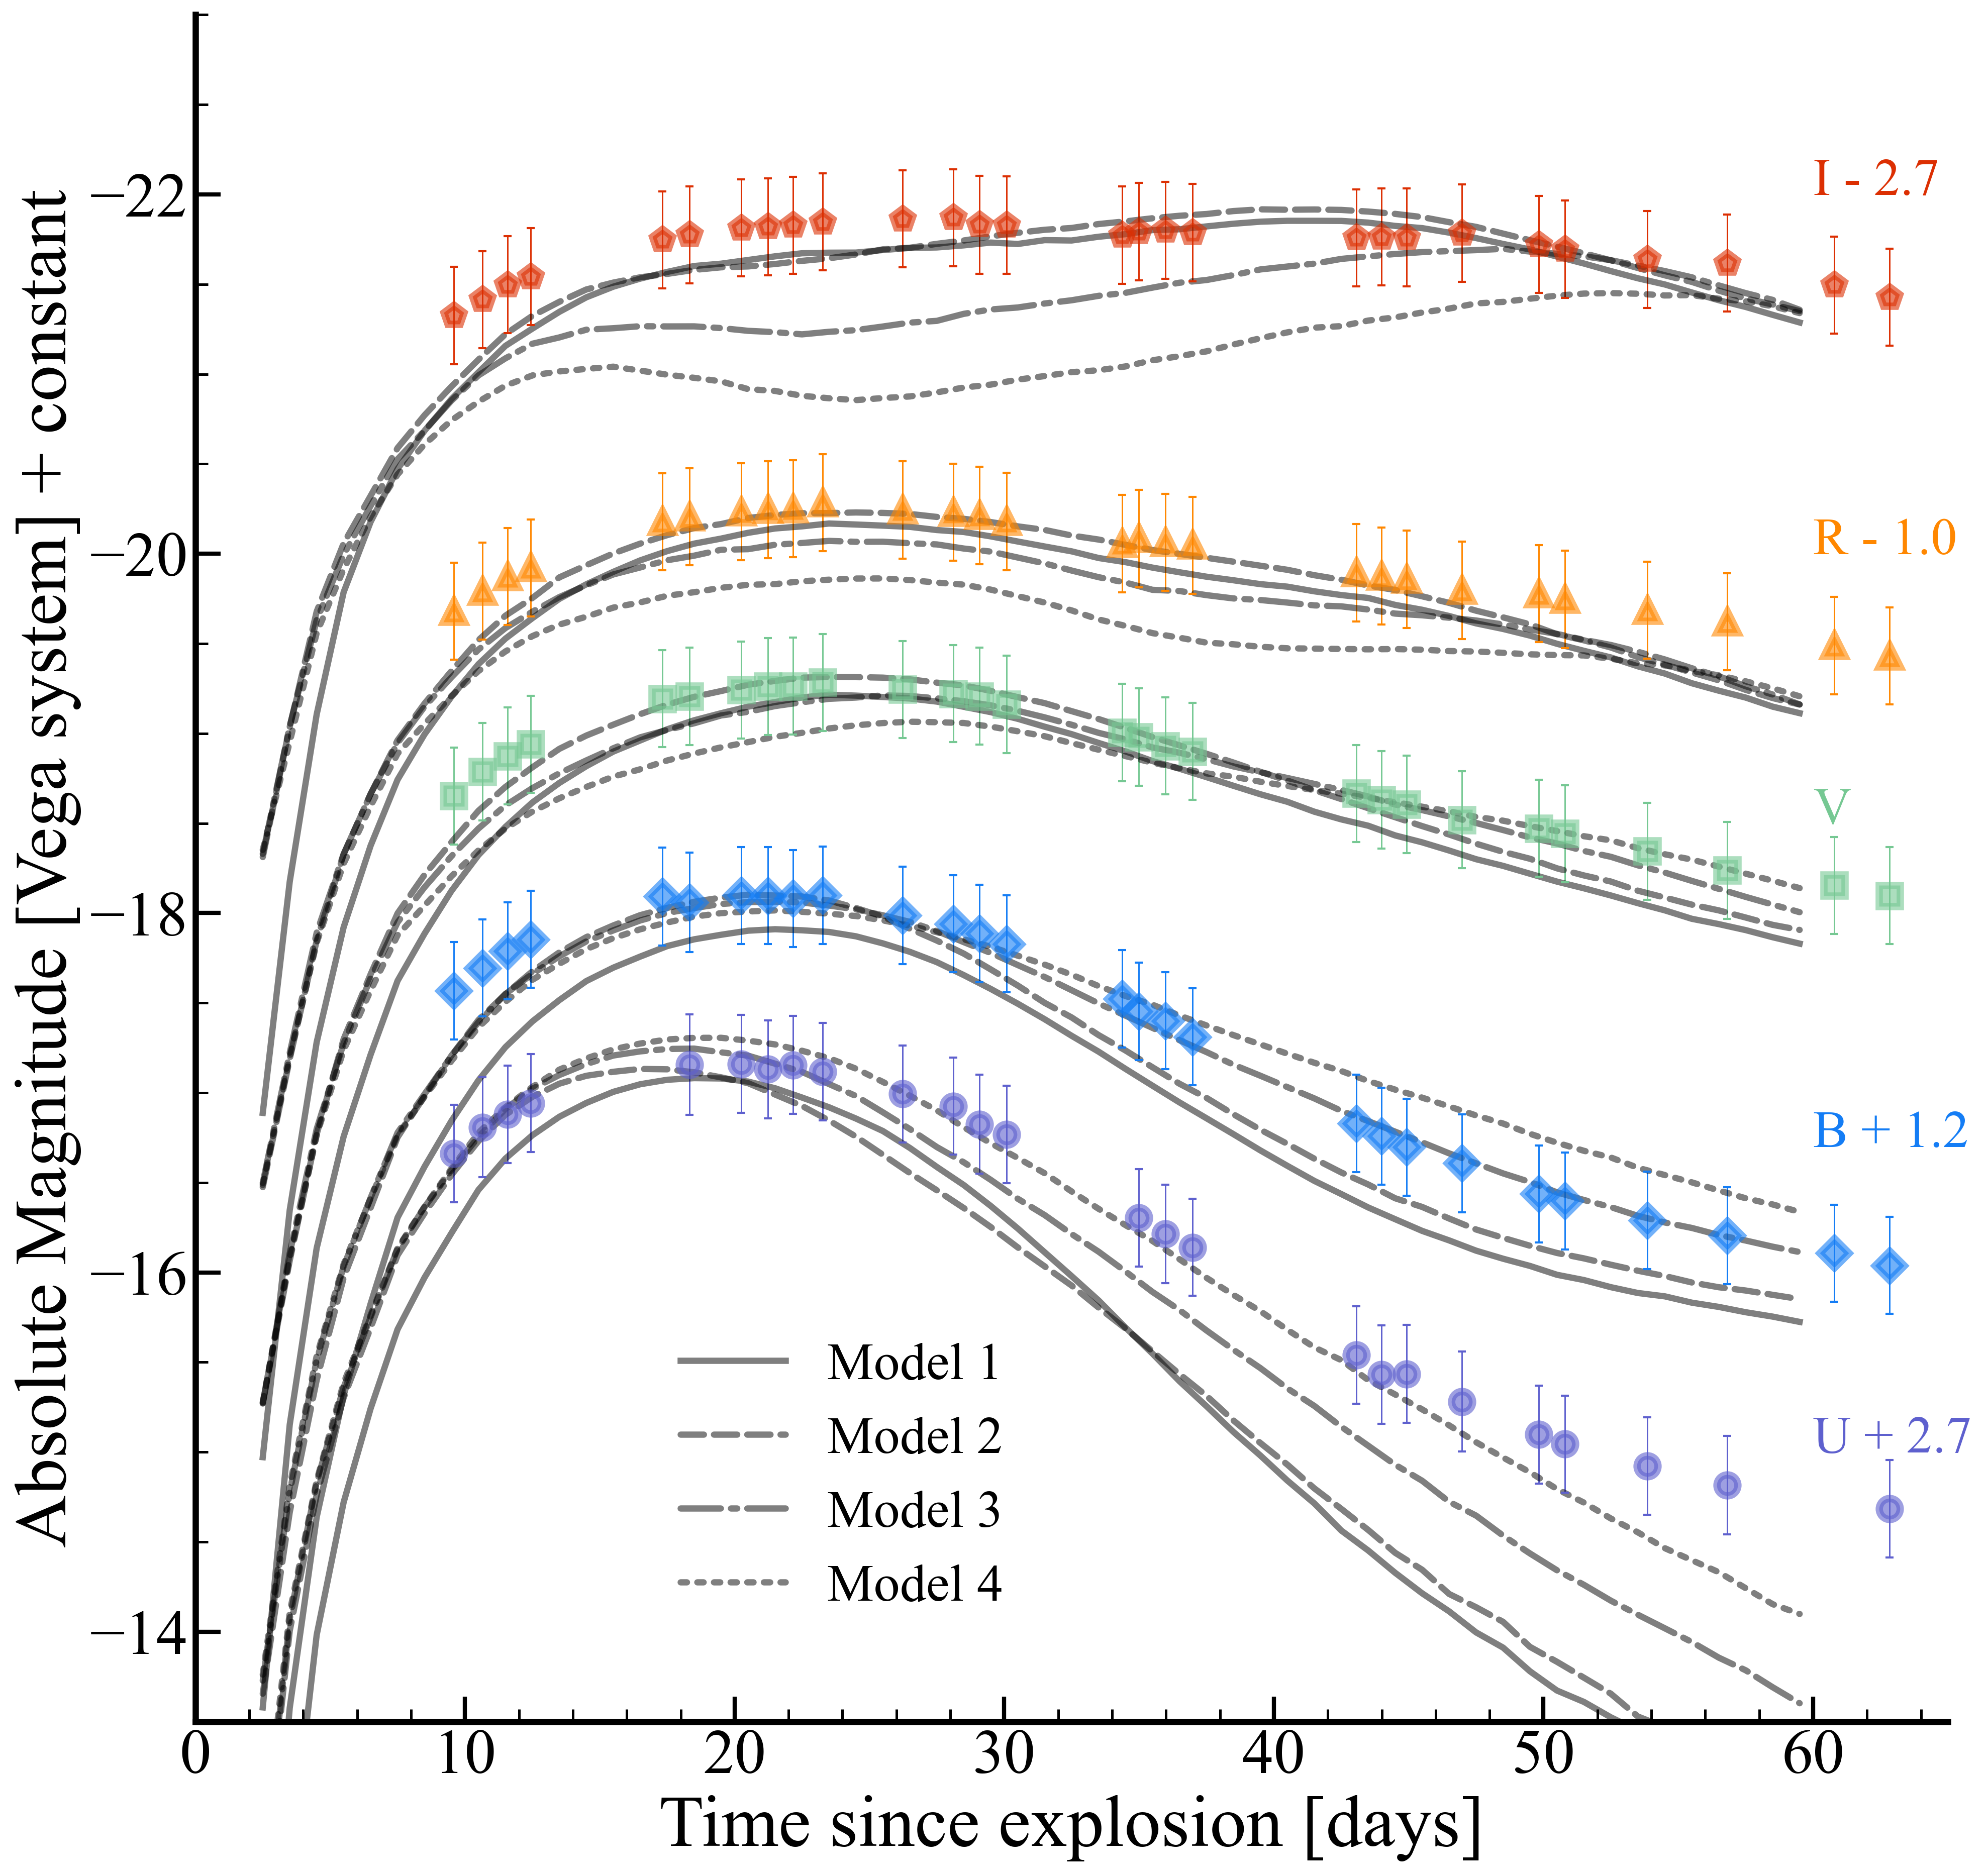 Absolute Magnitude [Vega system] + constant
−22
−20
−18
−16
−14
I - 2.7
R - 1.0
V
B + 1.2
U + 2.7
Model 1
Model 2
Model 3
Model 4
0 10 20 30 40 50 60
Time since explosion [days]